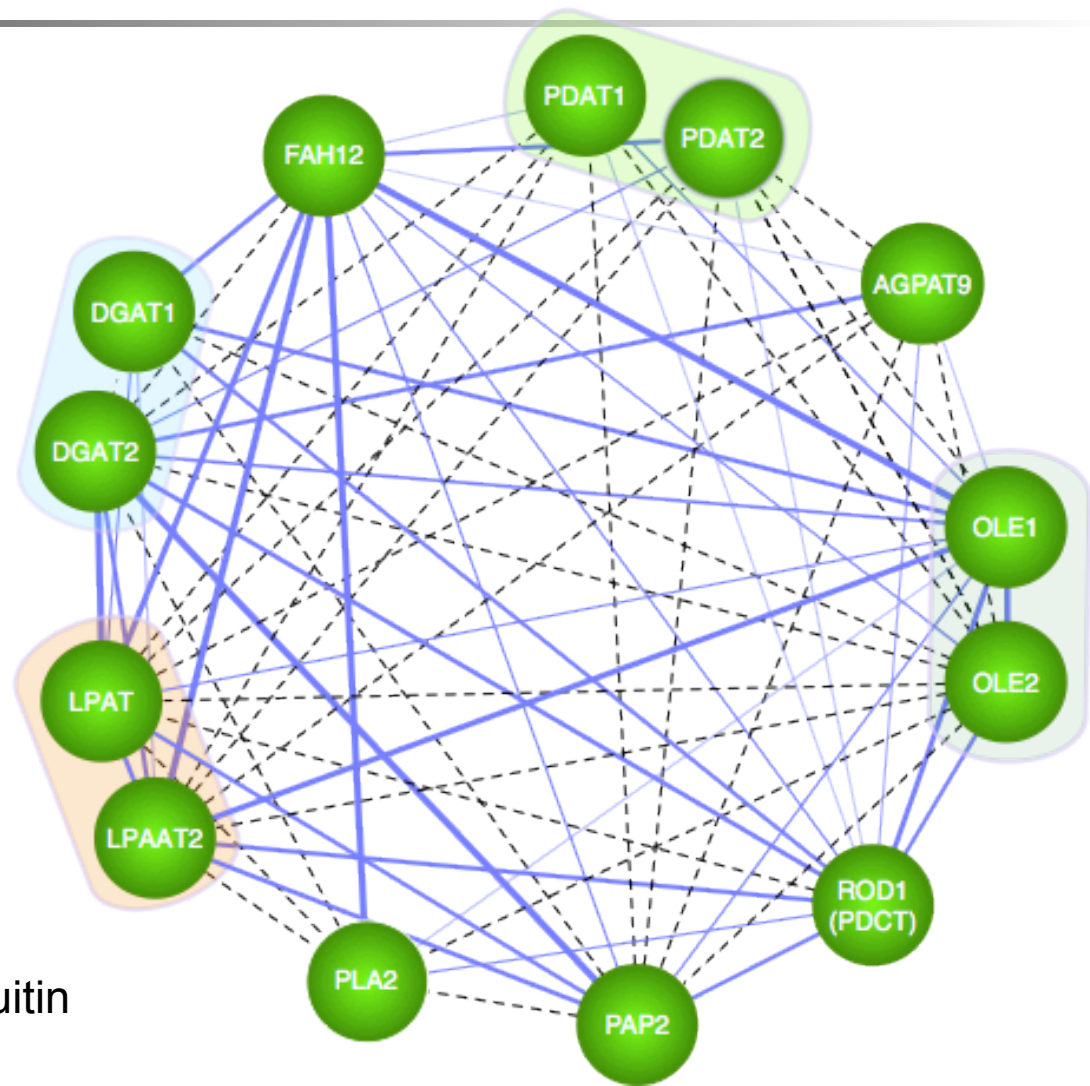 PDAT1
PDAT2
FAH12
AGPAT9
DGAT1
DGAT2
OLE1
OLE2
LPAT
LPAAT2
ROD1
(PDCT)
PLA2
PAP2
uitin